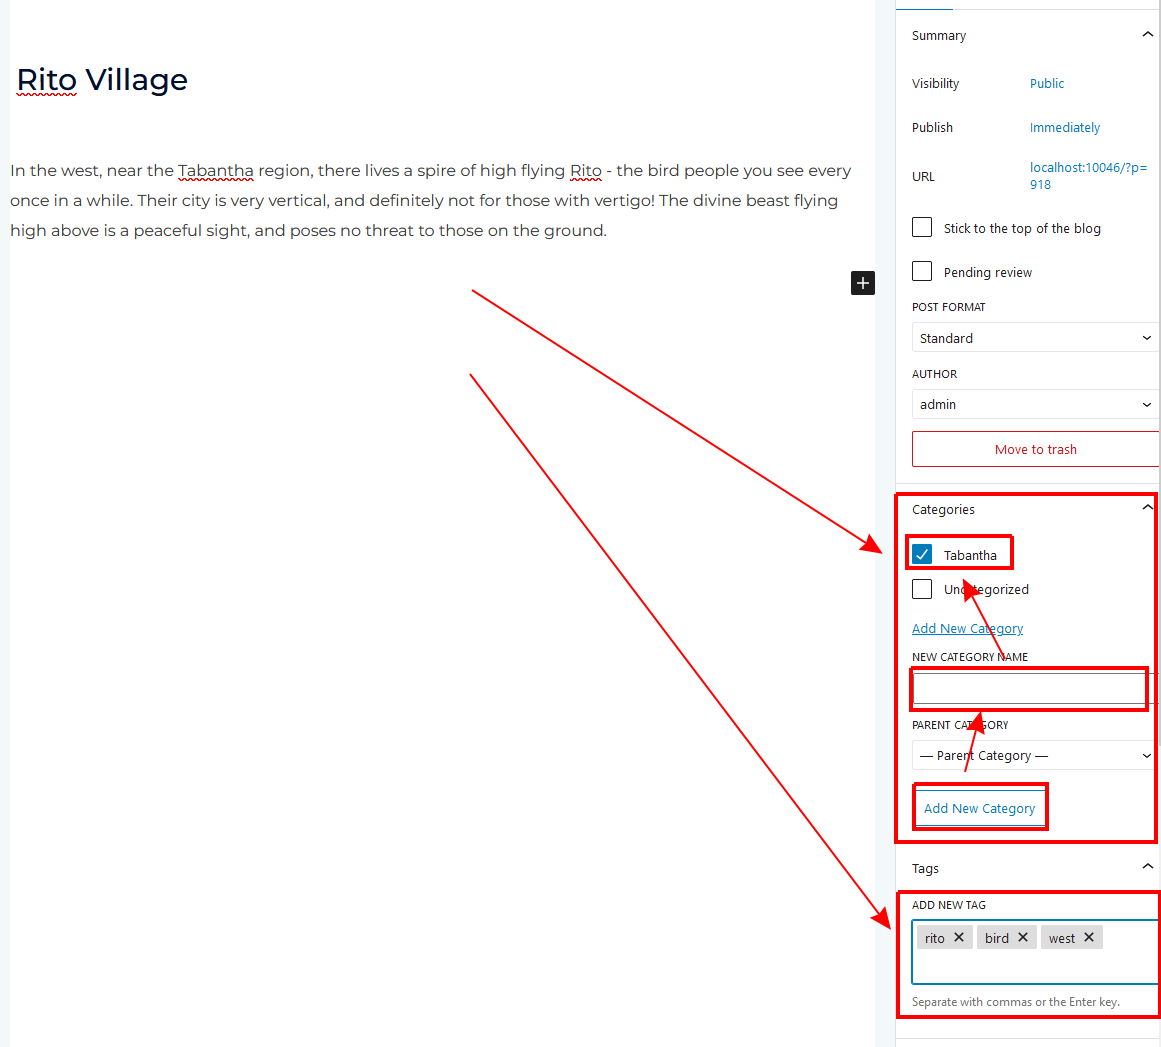 Rito Village
In the west, near the Tabantha region, there lives a spire of high flying Rito - the bird people you see every
once in a while. Their city is very vertical, and definitely not for those with vertigo! The divine beast flying
high above is a peaceful sight, and poses no threat to those on the ground.
Summary
Visibility Public
Publish Immediately
URL localhost:10046/?p=
918
Stick to the top of the blog
Pending review
POST FORMAT
Standard
AUTHOR
admin
Move to trash
Categories
Tabantha
Uncategorized
Add New Category
NEW CATEGORY NAME
PARENT CATEGORY
— Parent Category —
Add New Category
Tags
ADD NEW TAG
rito bird west
Separate with commas or the Enter key.